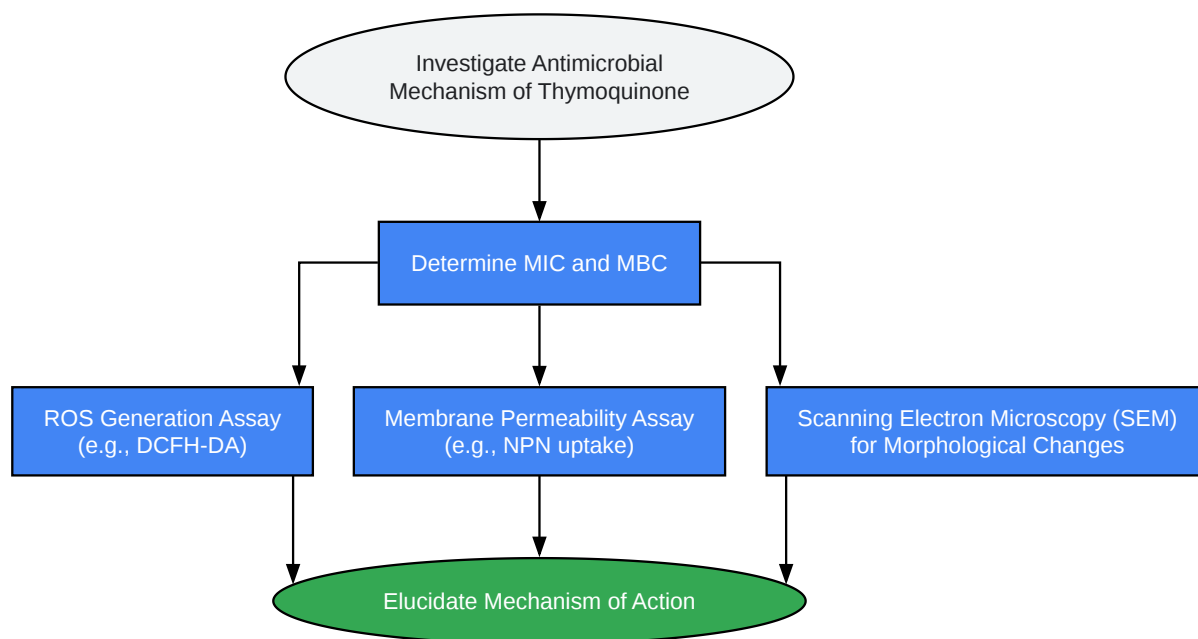 Investigate Antimicrobial
Mechanism of Thymoquinone
Determine MIC and MBC
ROS Generation Assay
(e.g., DCFH-DA)
Membrane Permeability Assay
(e.g., NPN uptake)
Scanning Electron Microscopy (SEM)
for Morphological Changes
Elucidate Mechanism of Action